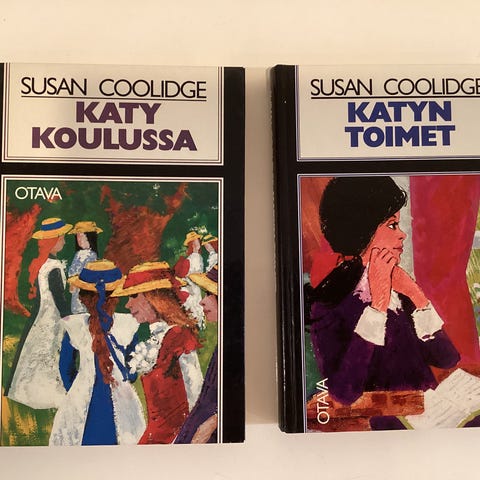 SUSAN COOLIDGE
KATY
KOULUSSA
OTAVA
SUSAN COOLIDGE
KATYN
TOIMET
OTAVA